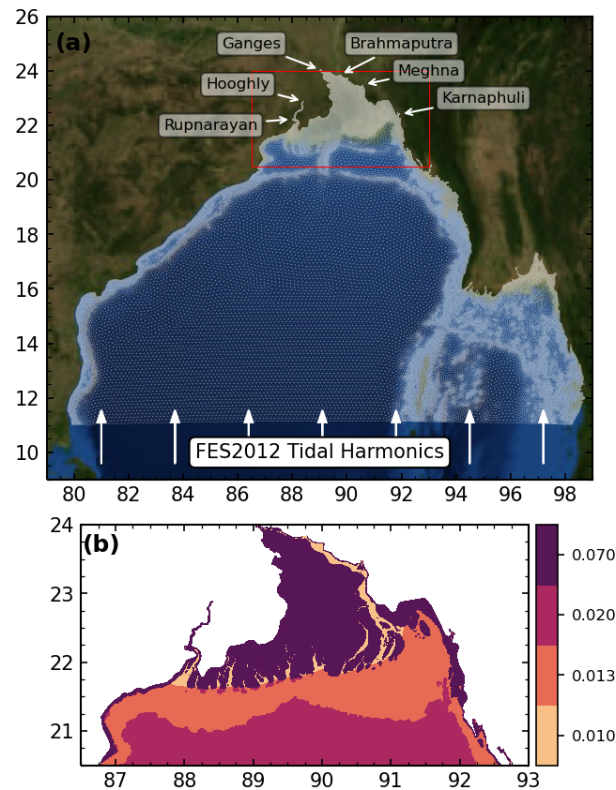 (a)
Ganges
Brahmaputra
Meghna
Hooghly
Karnaphuli
Rupnarayan
26
24
22
20
18
16
14
12
10
FES2012 Tidal Harmonics
80 82 84 86 88 90 92 94 96 98
(b)
24
23
22
21
0.070
0.020
0.013
0.010
87 88 89 90 91 92 93